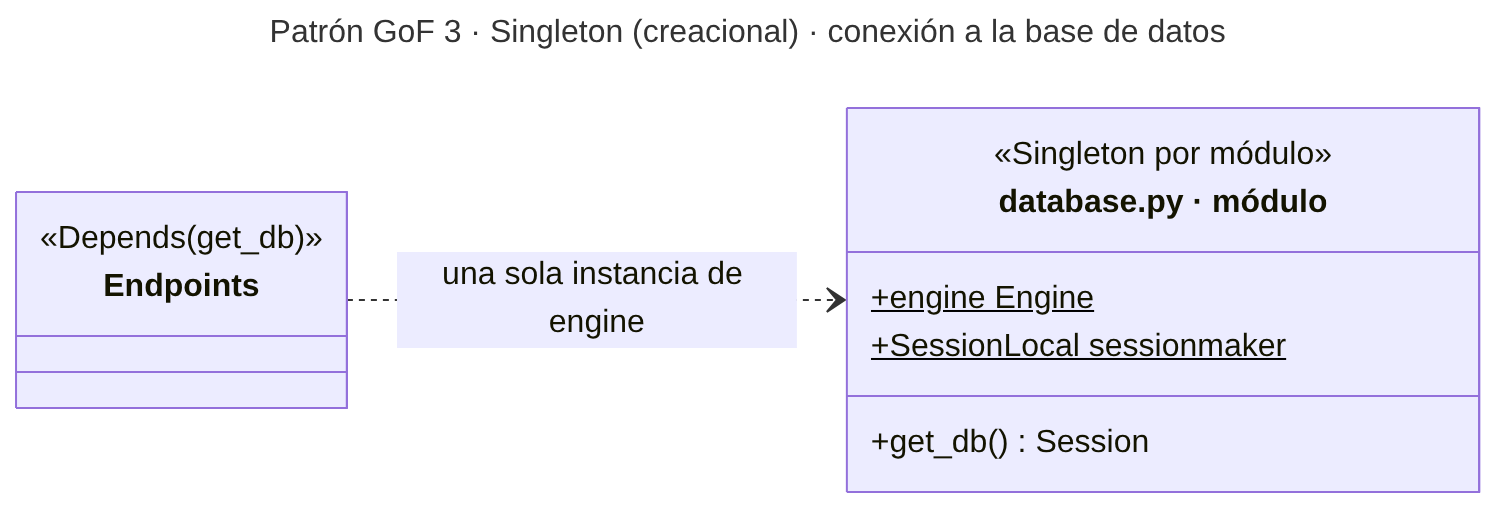 Patrón GoF 3 · Singleton (creacional) · conexión a la base de datos
«Depends(get_db)»
Endpoints
una sola instancia de
engine
«Singleton por módulo»
database.py · módulo
+engine Engine
+SessionLocal sessionmaker
+get_db() : Session